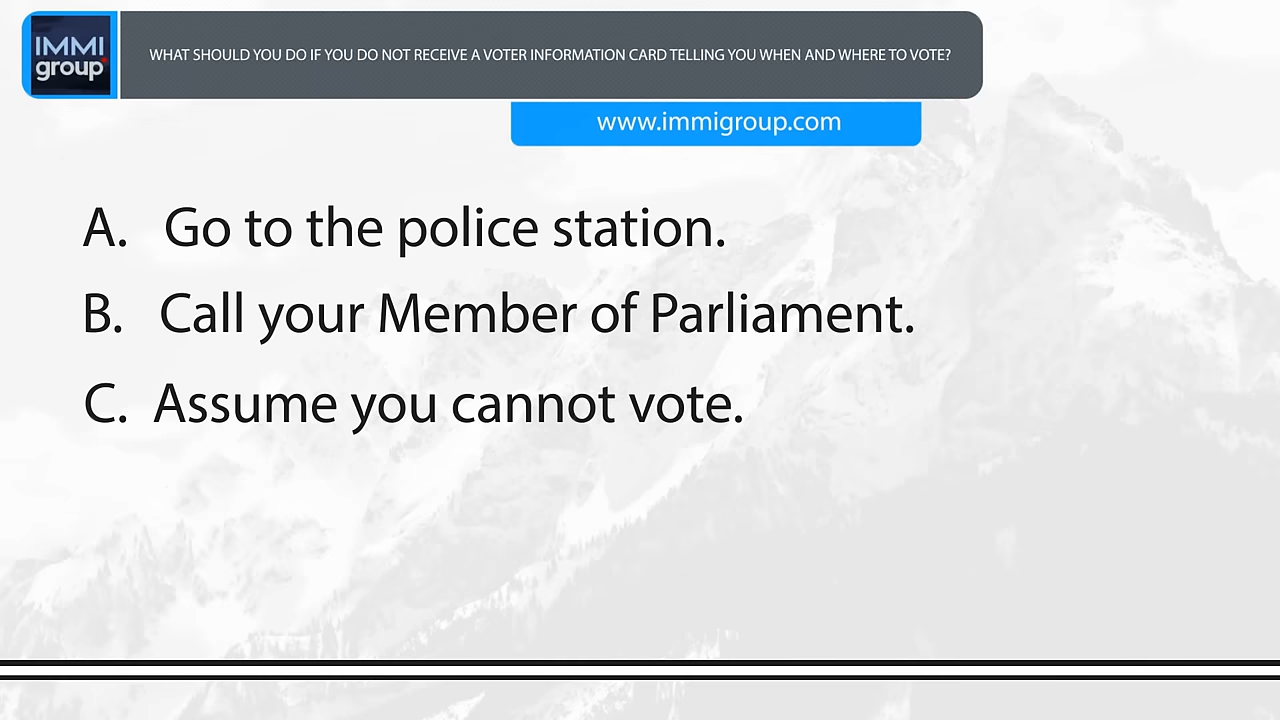 IMMI
group
WHAT SHOULD YOU DO IF YOU DO NOT RECEIVE A VOTER INFORMATION CARD TELLING YOU WHEN AND WHERE TO VOTE?
www.immigroup.com
A. Go to the police station.
B. Call your Member of Parliament.
C. Assume you cannot vote.